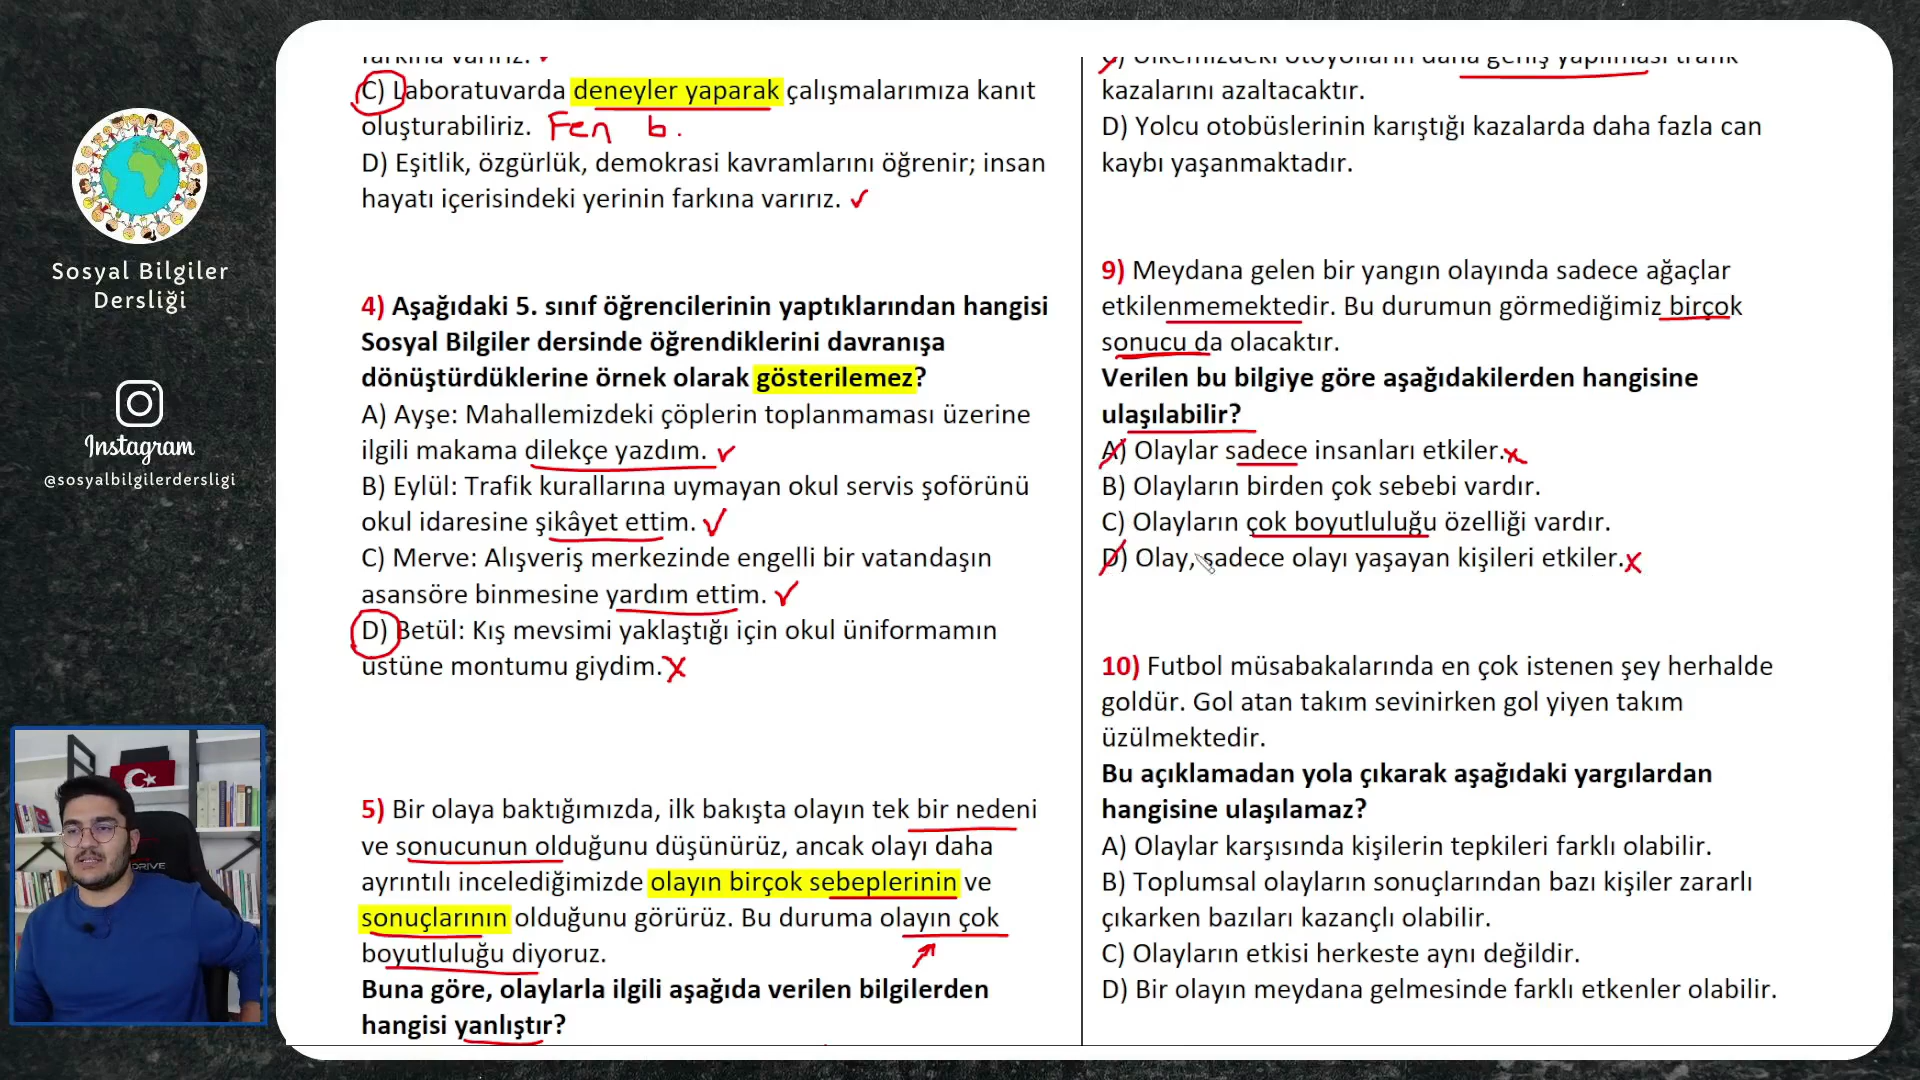 Sosyal Bilgiler
Dersliği
Instagram
@sosyalbilgilerdersligi
farkına varırız.
C) Laboratuvarda deneyler yaparak çalışmalarımıza kanıt
oluşturabiliriz. Fen b.
D) Eşitlik, özgürlük, demokrasi kavramlarını öğrenir; insan
hayatı içerisindeki yerinin farkına varırız.
4) Aşağıdaki 5. sınıf öğrencilerinin yaptıklarından hangisi
Sosyal Bilgiler dersinde öğrendiklerini davranışa
dönüştürdüklerine örnek olarak gösterilemez?
A) Ayşe: Mahallemizdeki çöplerin toplanmaması üzerine
ilgili makama dilekçe yazdım.
B) Eylül: Trafik kurallarına uymayan okul servis şoförünü
okul idaresine şikâyet ettim.
C) Merve: Alışveriş merkezinde engelli bir vatandaşın
asansöre binmesine yardım ettim.
D) Betül: Kış mevsimi yaklaştığı için okul üniformamın
üstüne montumu giydim.
5) Bir olaya baktığımızda, ilk bakışta olayın tek bir nedeni
ve sonucunun olduğunu düşünürüz, ancak olayı daha
ayrıntılı incelediğimizde olayın birçok sebeplerinin ve
sonuçlarının olduğunu görürüz. Bu duruma olayın çok
boyutluluğu diyoruz.
Buna göre, olaylarla ilgili aşağıda verilen bilgilerden
hangisi yanlıştır?
C) Ülkemizdeki otoyolların daha geniş yapılması trafik
kazalarını azaltacaktır.
D) Yolcu otobüslerinin karıştığı kazalarda daha fazla can
kaybı yaşanmaktadır.
9) Meydana gelen bir yangın olayında sadece ağaçlar
etkilenmemektedir. Bu durumun görmediğimiz birçok
sonucu da olacaktır.
Verilen bu bilgiye göre aşağıdakilerden hangisine
ulaşılabilir?
A) Olaylar sadece insanları etkiler.
B) Olayların birden çok sebebi vardır.
C) Olayların çok boyutluluğu özelliği vardır.
D) Olay, sadece olayı yaşayan kişileri etkiler.
10) Futbol müsabakalarında en çok istenen şey herhalde
goldür. Gol atan takım sevinirken gol yiyen takım
üzülmektedir.
Bu açıklamadan yola çıkarak aşağıdaki yargılardan
hangisine ulaşılamaz?
A) Olaylar karşısında kişilerin tepkileri farklı olabilir.
B) Toplumsal olayların sonuçlarından bazı kişiler zararlı
çıkarken bazıları kazançlı olabilir.
C) Olayların etkisi herkeste aynı değildir.
D) Bir olayın meydana gelmesinde farklı etkenler olabilir.